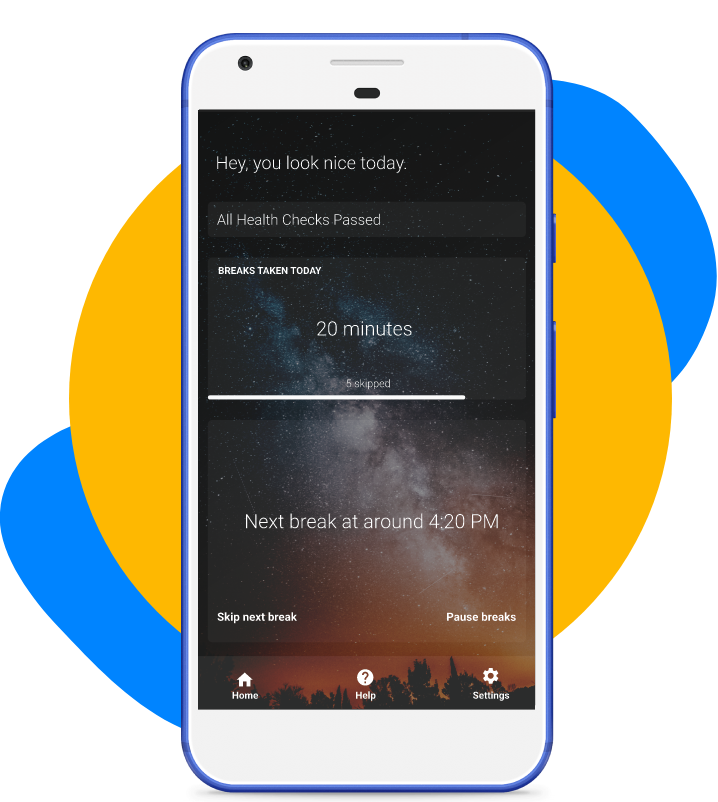 Hey, you look nice today.
All Health Checks Passed
BREAKS TAKEN TODAY
20 minutes
5 skipped
Next break at around 4:20 PM
Skip next break
Pause breaks
Home
Help
Settings